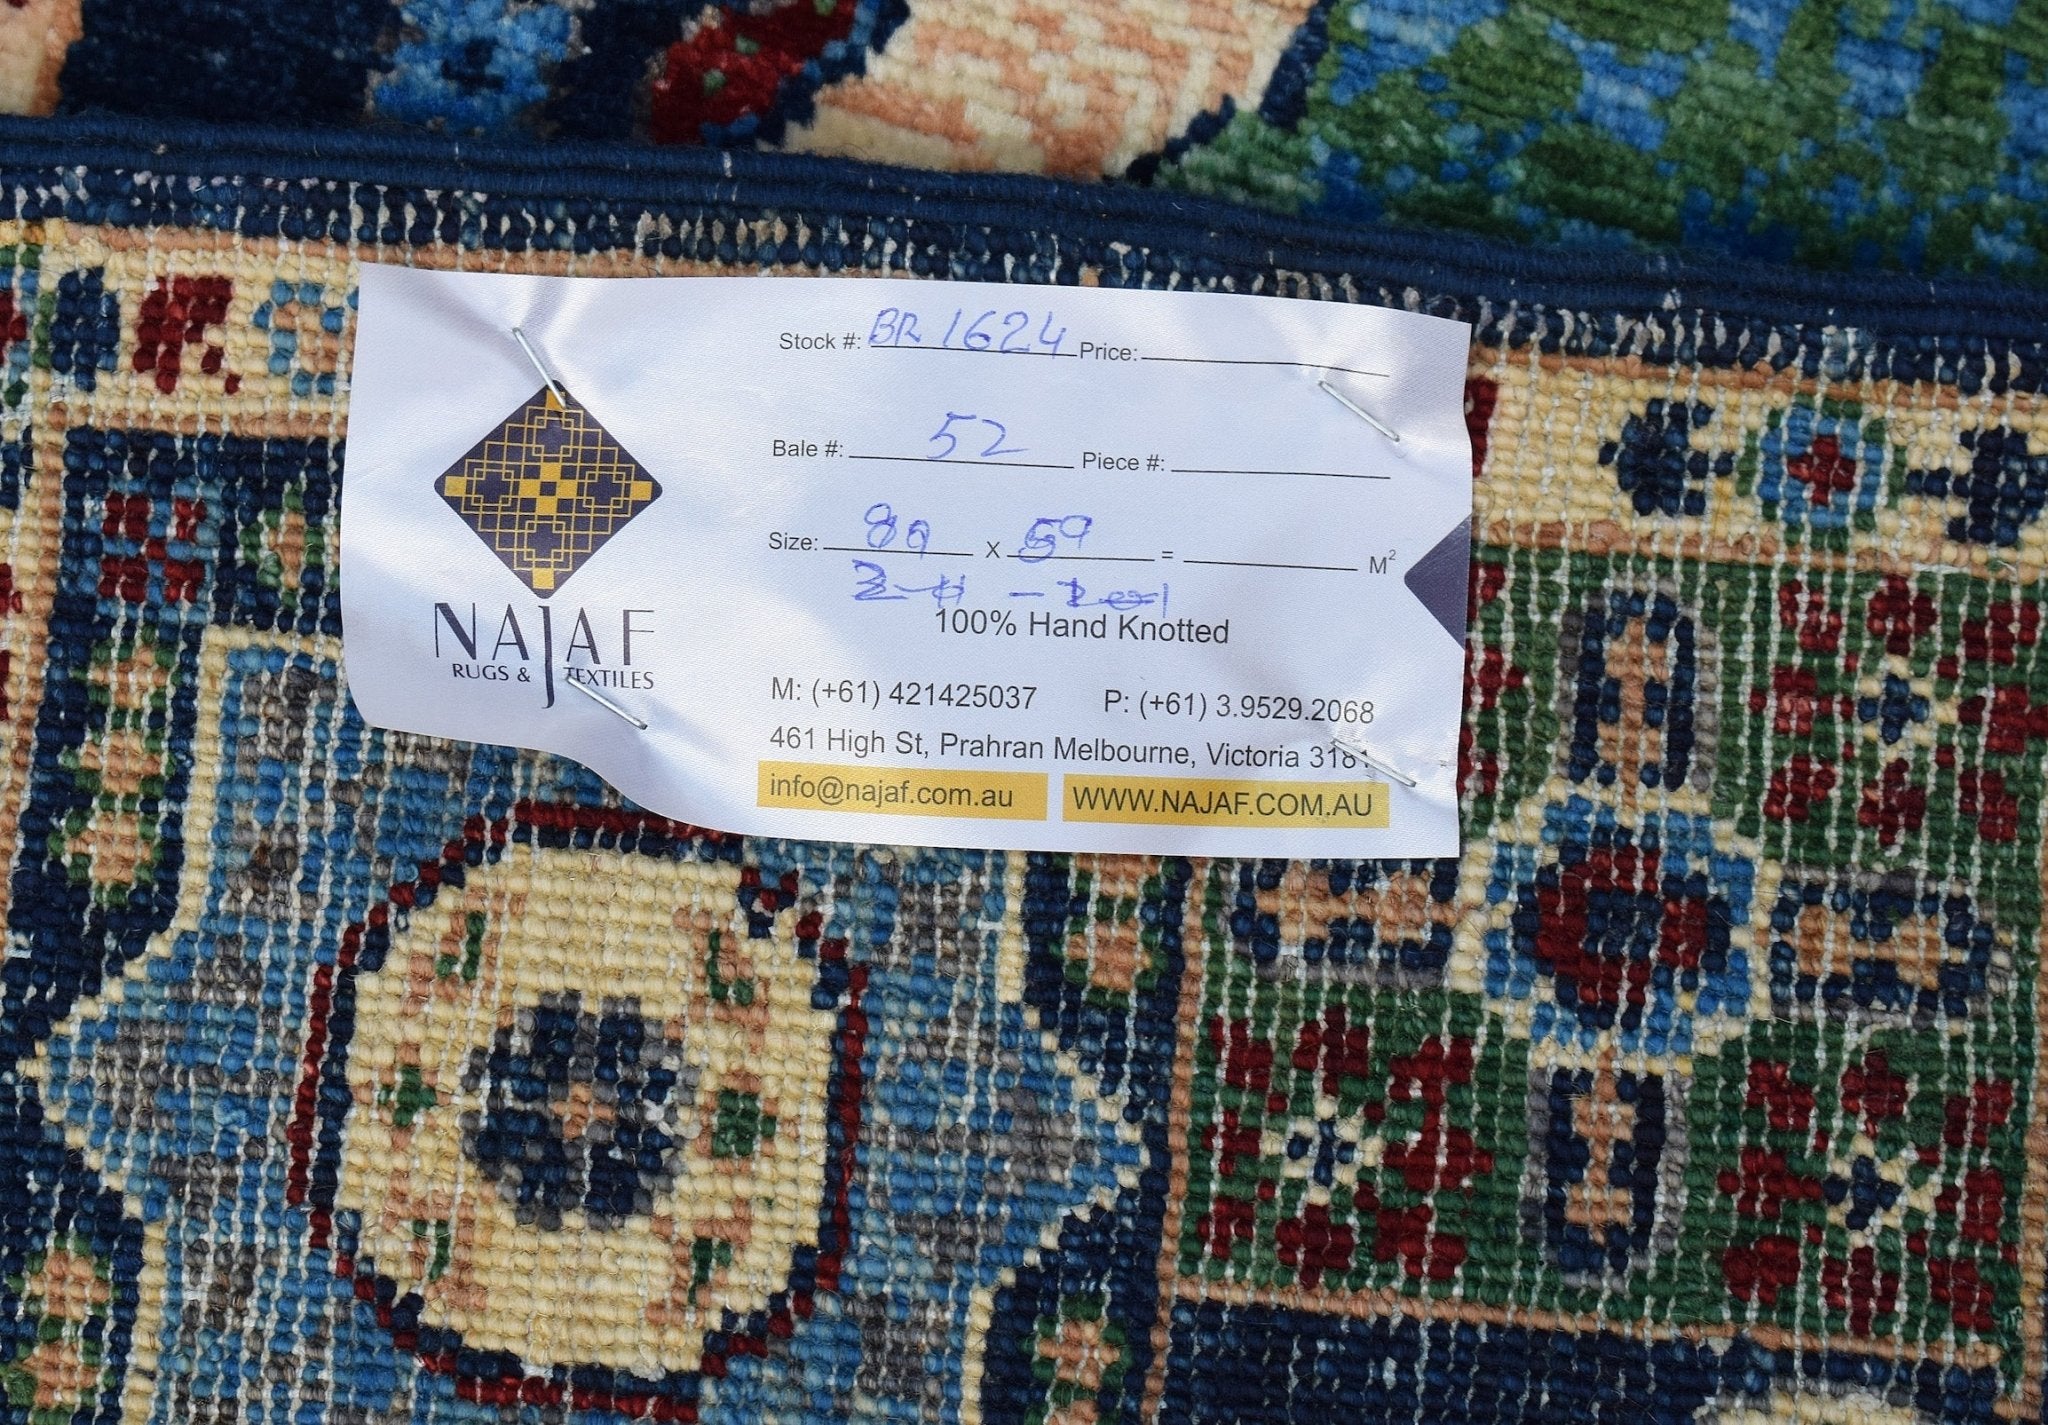 Stock #: BR 1624 Price:
Bale #: 52 Piece #:
Size: 89 x 59 = M²
100% Hand Knotted
NAJAF
RUGS & TEXTILES
M: (+61) 421425037 P: (+61) 3.9529.2068
461 High St, Prahran Melbourne, Victoria 3181
info@najaf.com.au WWW.NAJAF.COM.AU